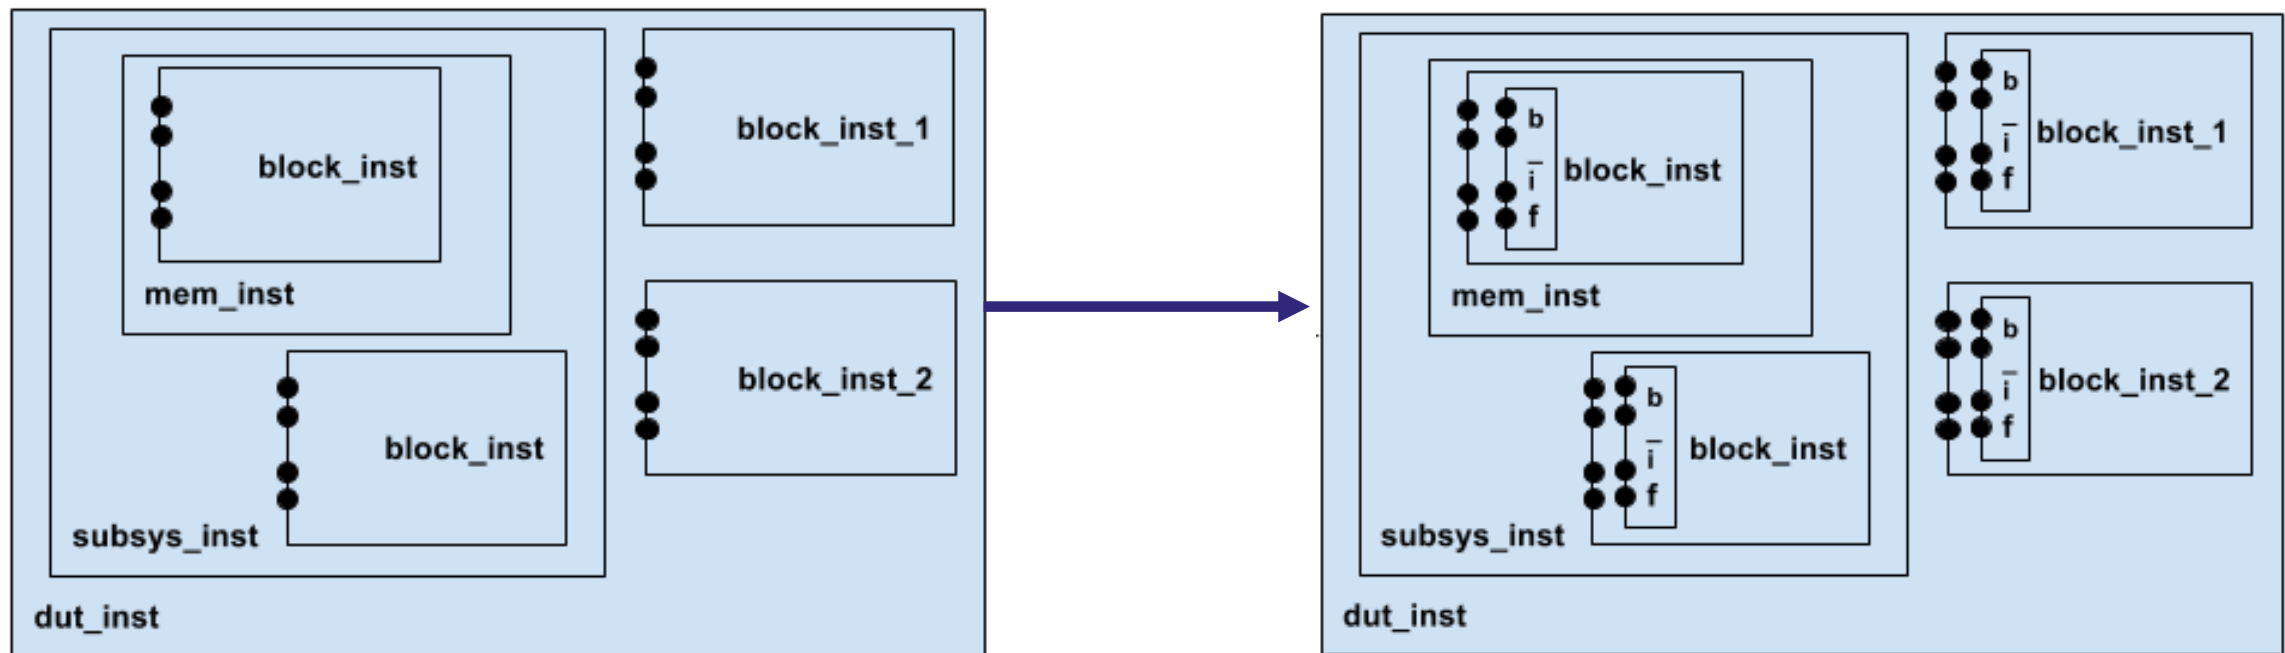 block_inst
mem_inst
block_inst
subsys_inst
dut_inst
block_inst_1
block_inst_2
b
_
i
f
block_inst
mem_inst
b
_
i
f
block_inst
subsys_inst
dut_inst
b
_
i
f
block_inst_1
b
_
i
f
block_inst_2